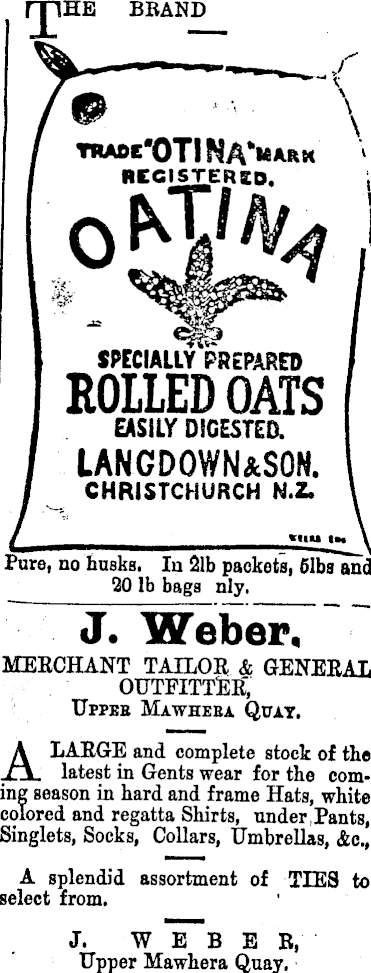 THE BRAND
TRADE "OTINA" MARK
REGISTERED.
OATINA
SPECIALLY PREPARED
ROLLED OATS
EASILY DIGESTED.
LANGDOWN & SON.
CHRISTCHURCH N.Z.
Pure, no husks. In 2lb packets, 5lbs and
20 lb bags nly.
J. Weber,
MERCHANT TAILOR & GENERAL
OUTFITTER,
UPPER MAWHERA QUAY.
A LARGE and complete stock of the
latest in Gents wear for the com-
ing season in hard and frame Hats, white
colored and regatta Shirts, under Pants,
Singlets, Socks, Collars, Umbrellas, &c.,
A splendid assortment of TIES to
select from.
J. WEBER,
Upper Mawhera Quay.